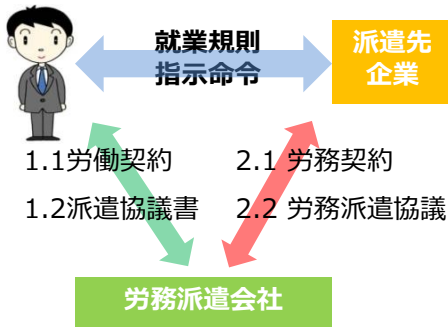 就業規則
指示命令
派遣先
企業
1.1労働契約
2.1 労務契約
1.2派遣協議書
2.2 労務派遣協議
労務派遣会社